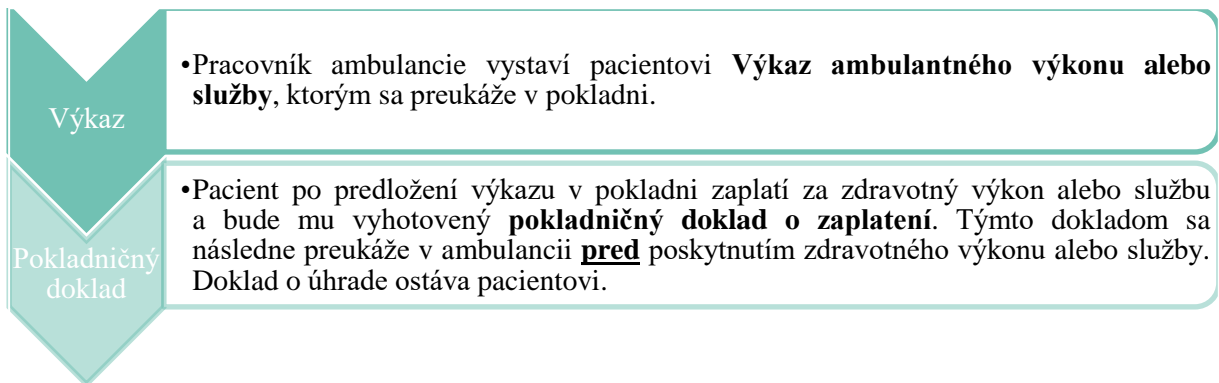 Výkaz
•Pracovník ambulancie vystaví pacientovi Výkaz ambulantného výkonu alebo
služby, ktorým sa preukáže v pokladni.
Pokladničný
doklad
•Pacient po predložení výkazu v pokladni zaplatí za zdravotný výkon alebo službu
a bude mu vyhotovený pokladničný doklad o zaplatení. Týmto dokladom sa
následne preukáže v ambulancii pred poskytnutím zdravotného výkonu alebo služby.
Doklad o úhrade ostáva pacientovi.